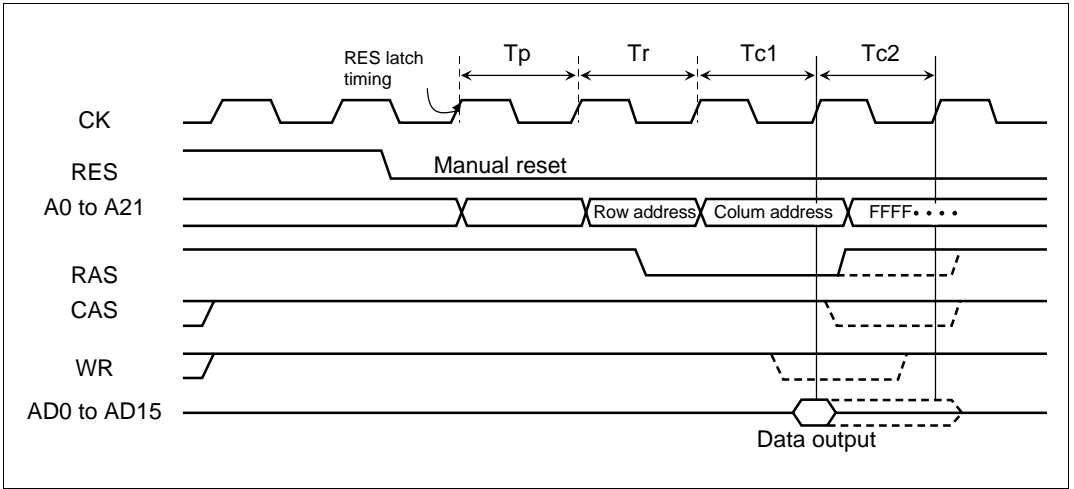 RES latch
timing
Tp
Tr
Tc1
Tc2
CK
RES
Manual reset
A0 to A21
Row address
Colum address
FFFF • • • •
RAS
CAS
WR
AD0 to AD15
Data output